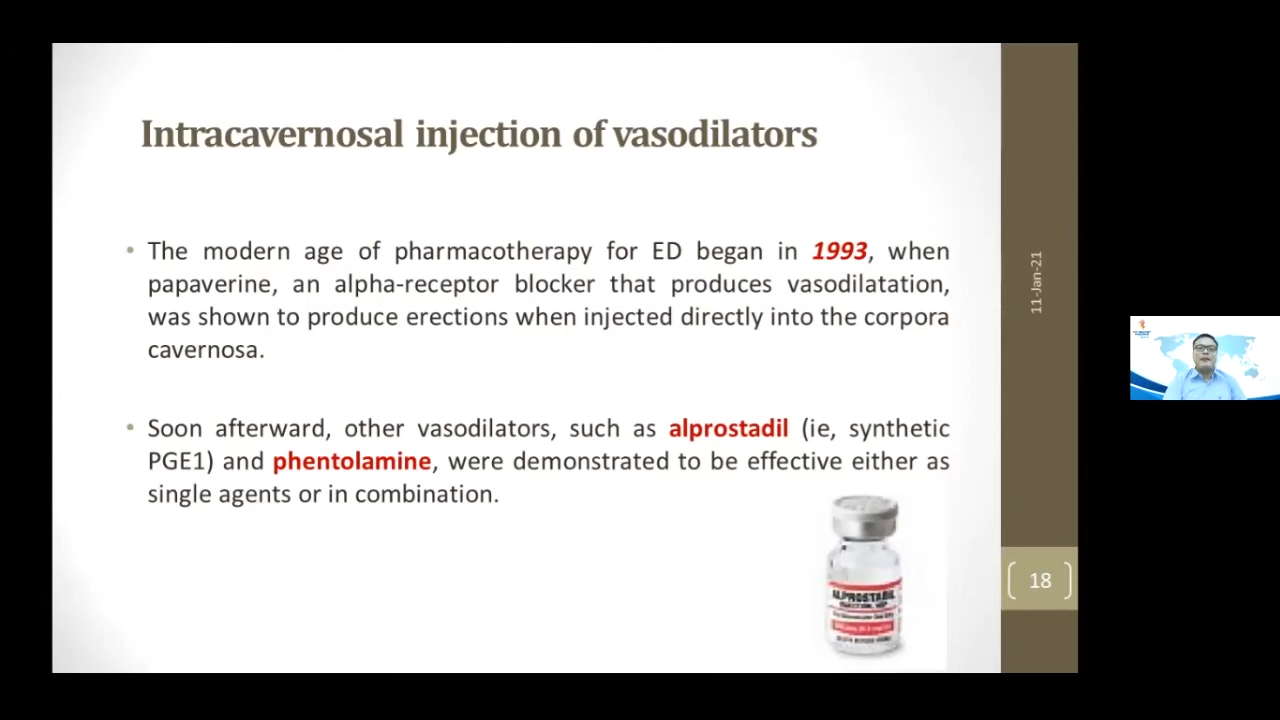 Intracavernosal injection of vasodilators
• The modern age of pharmacotherapy for ED began in 1993, when
papaverine, an alpha-receptor blocker that produces vasodilatation,
was shown to produce erections when injected directly into the corpora
cavernosa.
• Soon afterward, other vasodilators, such as alprostadil (ie, synthetic
PGE1) and phentolamine, were demonstrated to be effective either as
single agents or in combination.
ALPROSTADIL
11-Jan-21
18